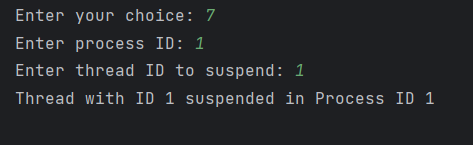 Enter your choice: 7
Enter process ID: 1
Enter thread ID to suspend: 1
Thread with ID 1 suspended in Process ID 1